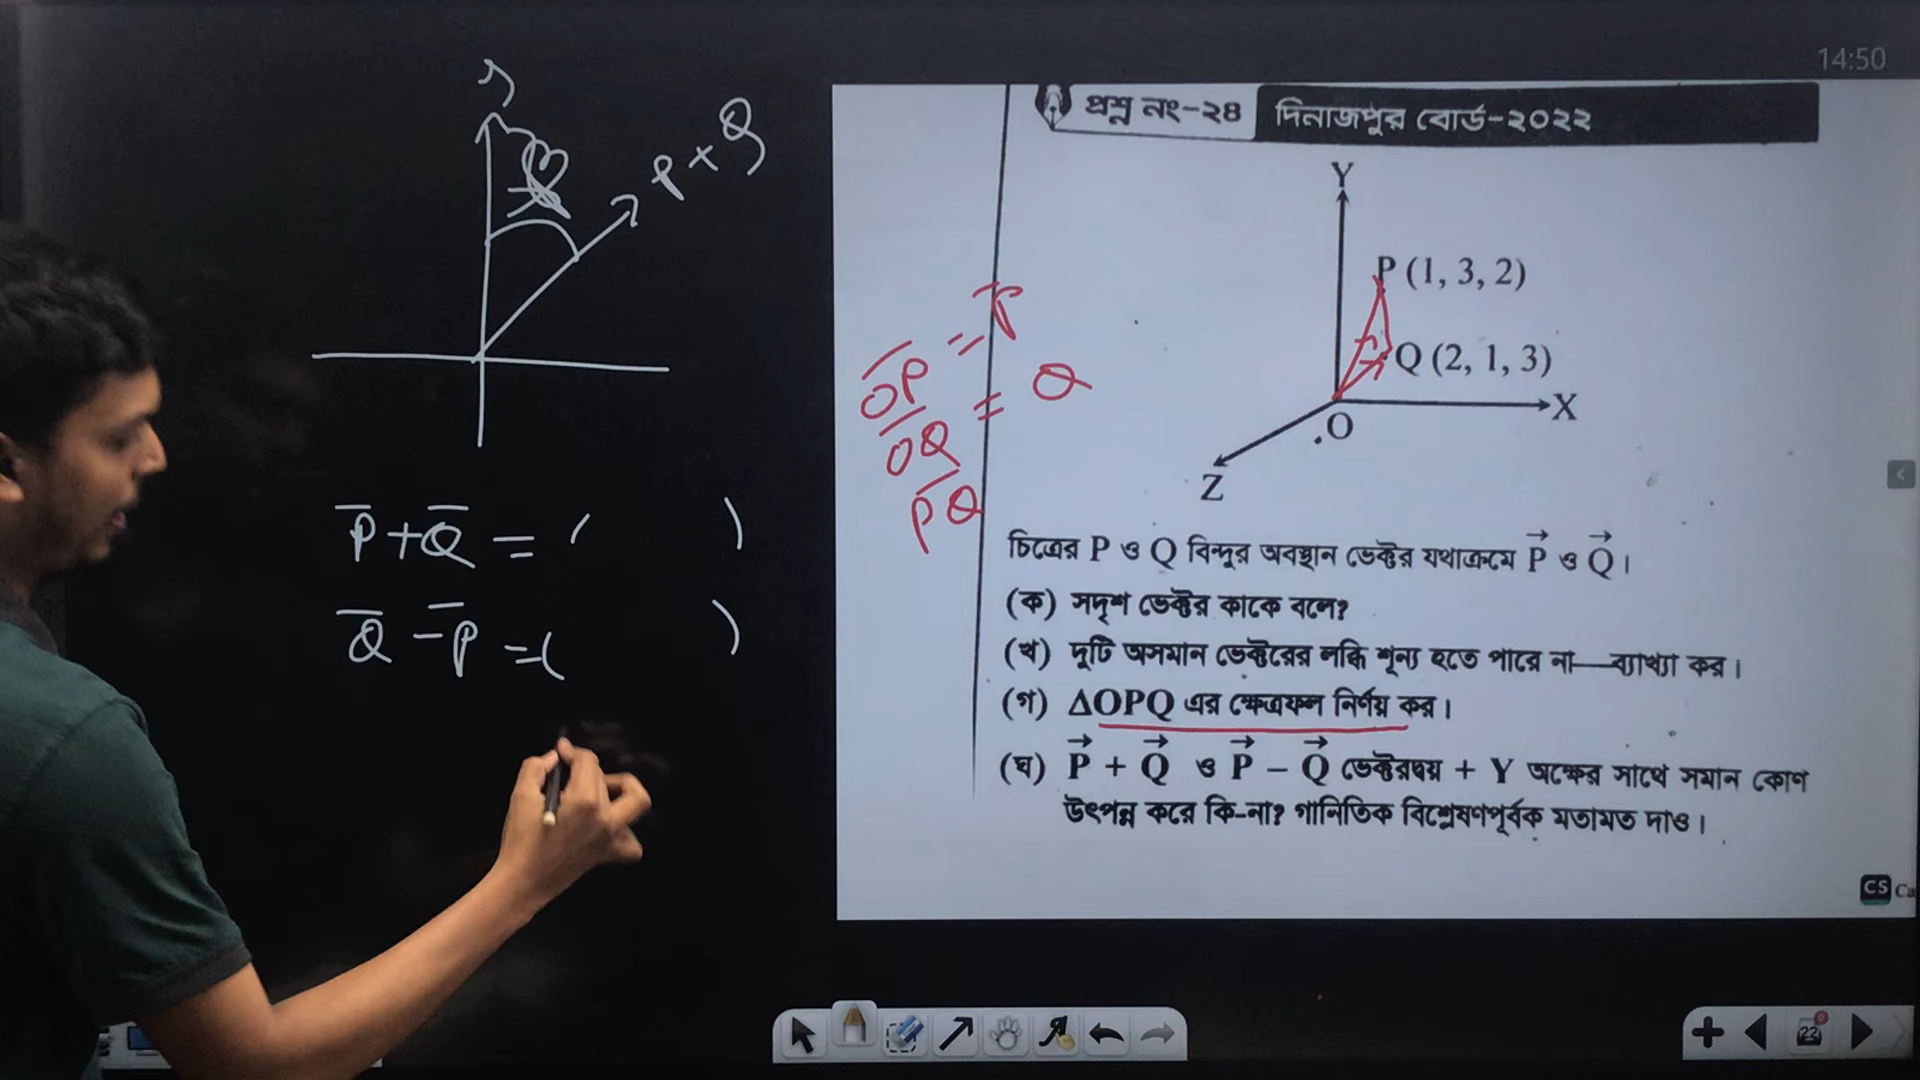 14:50
প্রশ্ন নং-২৪ দিনাজপুর বোর্ড-২০২২
P + Q
Y
P (1, 3, 2)
Q (2, 1, 3)
X
O
Z
OP = P
OQ = Q
PQ
P + Q = ( )
Q - P = ( )
চিত্রের P ও Q বিন্দুর অবস্থান ভেক্টর যথাক্রমে P ও Q।
(ক) সদৃশ ভেক্টর কাকে বলে?
(খ) দুটি অসমান ভেক্টরের লব্ধি শূন্য হতে পারে না—ব্যাখ্যা কর।
(গ) ΔOPQ এর ক্ষেত্রফল নির্ণয় কর।
(ঘ) P + Q ও P – Q ভেক্টরদ্বয় + Y অক্ষের সাথে সমান কোণ
উৎপন্ন করে কি-না? গানিতিক বিশ্লেষণপূর্বক মতামত দাও।
CS Ca
22